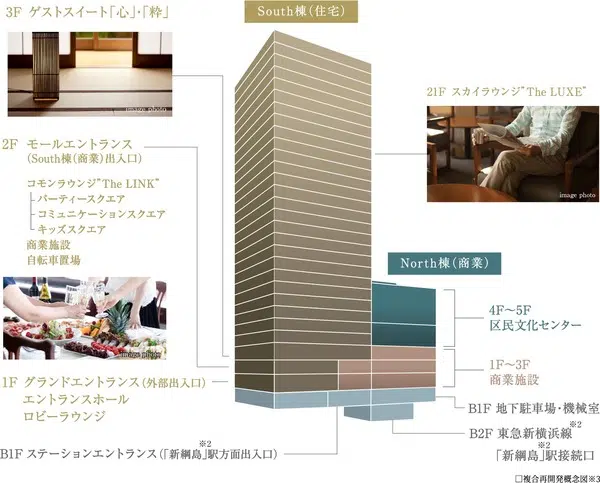 South棟（住宅）
3F ゲストスイート「心」・「粋」
image photo
2F モールエントランス
（South棟（商業）出入口）
コモンラウンジ"The LINK"
パーティースクエア
コミュニケーションスクエア
キッズスクエア
商業施設
自転車置場
image photo
1F グランドエントランス（外部出入口）
エントランスホール
ロビーラウンジ
B1F ステーションエントランス（「新綱島」※2駅方面出入口）
21F スカイラウンジ"The LUXE"
image photo
North棟（商業）
4F〜5F
区民文化センター
1F〜3F
商業施設
B1F 地下駐車場・機械室
B2F 東急新横浜線※2
「新綱島」※2駅接続口
□複合再開発概念図※3